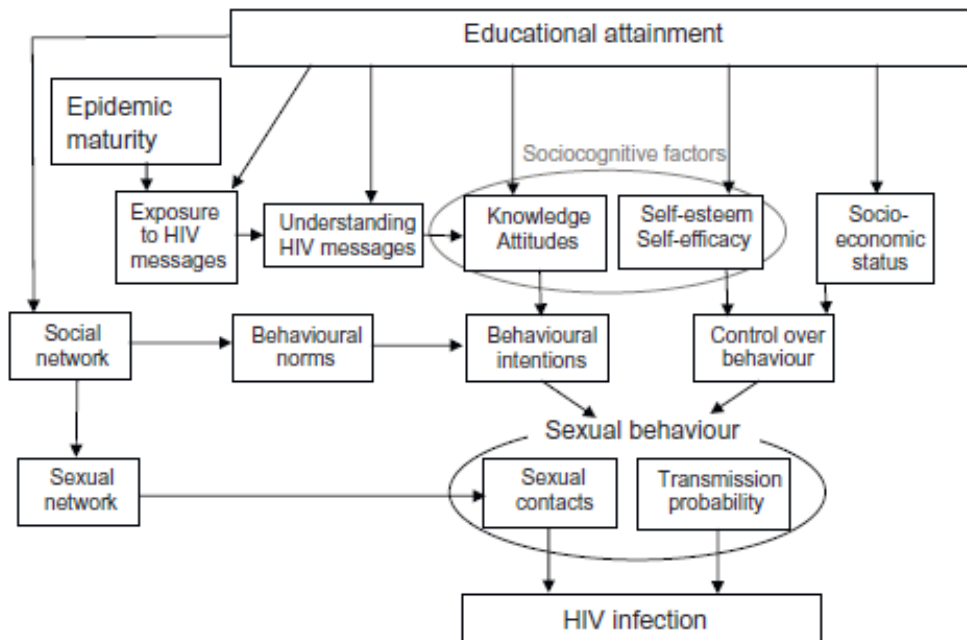 Educational attainment
Epidemic
maturity
Sociocognitive factors
Exposure
to HIV
messages
Understanding
HIV messages
Knowledge
Attitudes
Self-esteem
Self-efficacy
Socio-
economic
status
Social
network
Behavioural
norms
Behavioural
intentions
Control over
behaviour
Sexual behaviour
Sexual
network
Sexual
contacts
Transmission
probability
HIV infection